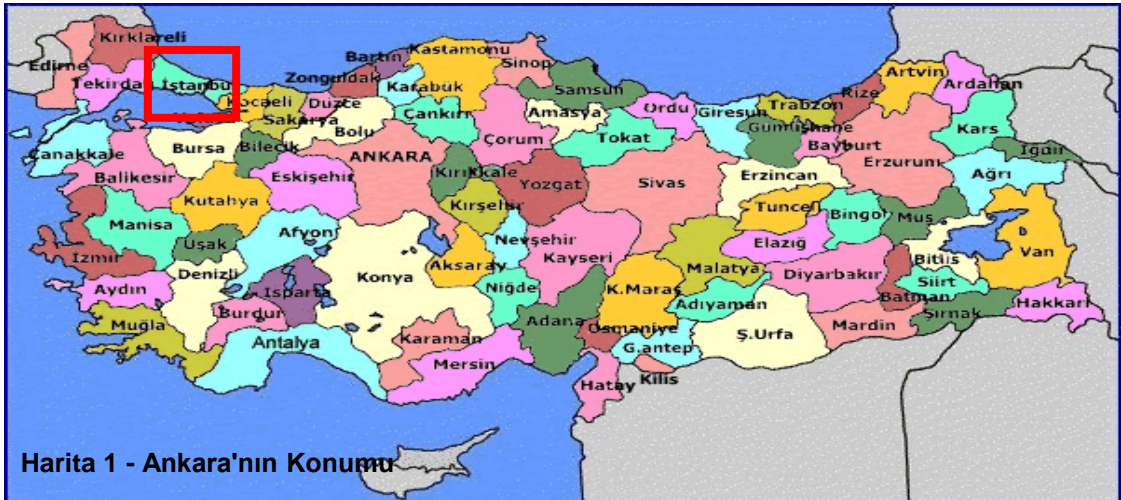 Kırklareli
Edirne
Tekirdağ
İstanbul
Kocaeli
Sakarya
Düzce
Zonguldak
Bartın
Karabük
Kastamonu
Sinop
Samsun
Ordu
Giresun
Trabzon
Rize
Artvin
Ardahan
Kars
Iğdır
Ağrı
Erzurum
Bayburt
Gümüşhane
Tokat
Amasya
Çorum
Çankırı
Bolu
Bilecik
Bursa
Çanakkale
Balikesir
Kutahya
Eskişehir
ANKARA
Kırıkkale
Yozgat
Sivas
Erzincan
Tunceli
Bingöl
Muş
Van
Bitlis
Elazığ
Malatya
Kayseri
Nevşehir
Kırşehir
Aksaray
Konya
Afyon
Uşak
Manisa
Izmir
Aydın
Denizli
Isparta
Burdur
Muğla
Antalya
Karaman
Mersin
Niğde
Adana
Osmaniye
K.Maraş
Adıyaman
G.antep
Kilis
Hatay
Ş.Urfa
Diyarbakır
Mardin
Batman
Siirt
Şırnak
Hakkari
Harita 1 - Ankara'nın Konumu